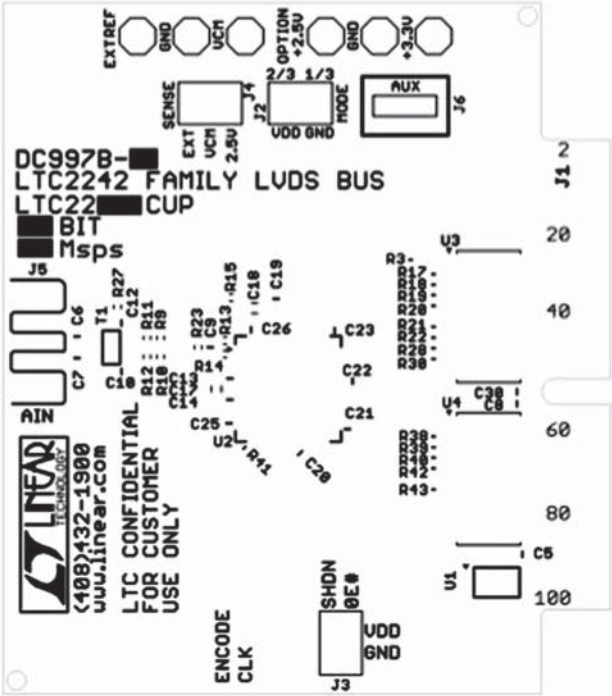 EXTREF
GND
VCM
OPTION
+2.5V
GND
+3.3V
SENSE
J4
EXT
VCM
2.5V
2/3 1/3
J2
MODE
VDD GND
AUX
J6
DC997B-
LTC2242 FAMILY LVDS BUS
LTC22 CUP
BIT
Msps
2
J1
20
40
60
80
100
J5
C6
C7
AIN
T1
R27
C12
R11
R9
C10
R12
R10
R15
C18
C19
R23
C9
R13
R14
C26
C23
C22
C21
C25
U2
R41
C20
R3
R17
R18
R19
R20
R21
R22
R28
R30
U3
U4
R42
R43
C5
U1
LINEAR
TECHNOLOGY
(408)432-1900
www.linear.com
LTC CONFIDENTIAL
FOR CUSTOMER
USE ONLY
ENCODE
CLK
SHDN
OE#
VDD
GND
J3